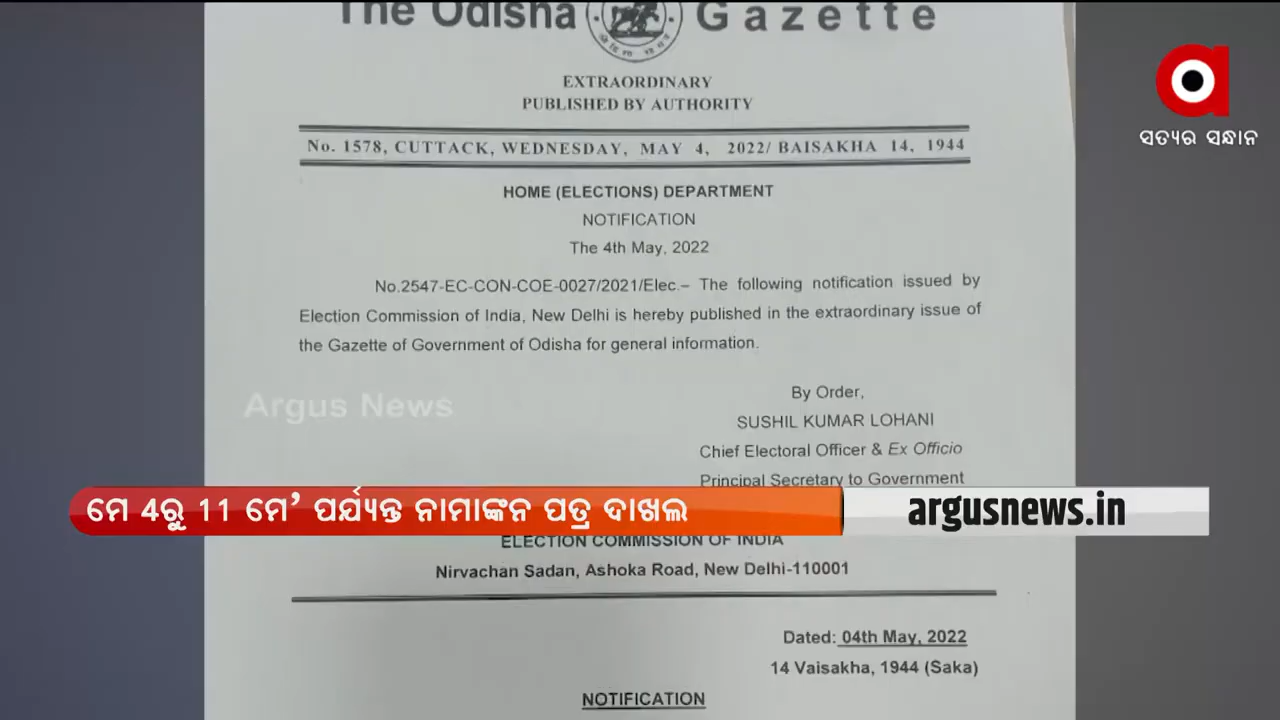 The Odisha Gazette
EXTRAORDINARY
PUBLISHED BY AUTHORITY
No. 1578, CUTTACK, WEDNESDAY, MAY 4, 2022/ BAISAKHA 14, 1944
HOME (ELECTIONS) DEPARTMENT
NOTIFICATION
The 4th May, 2022
No.2547-EC-CON-COE-0027/2021/Elec.– The following notification issued by
Election Commission of India, New Delhi is hereby published in the extraordinary issue of
the Gazette of Government of Odisha for general information.
By Order,
SUSHIL KUMAR LOHANI
Chief Electoral Officer & Ex Officio
Principal Secretary to Government
ELECTION COMMISSION OF INDIA
Nirvachan Sadan, Ashoka Road, New Delhi-110001
Dated: 04th May, 2022
14 Vaisakha, 1944 (Saka)
NOTIFICATION
Argus News
ସତ୍ୟର ସନ୍ଧାନ
ମେ 4ରୁ 11 ମେ' ପର୍ଯ୍ୟନ୍ତ ନାମାଙ୍କନ ପତ୍ର ଦାଖଲ
argusnews.in